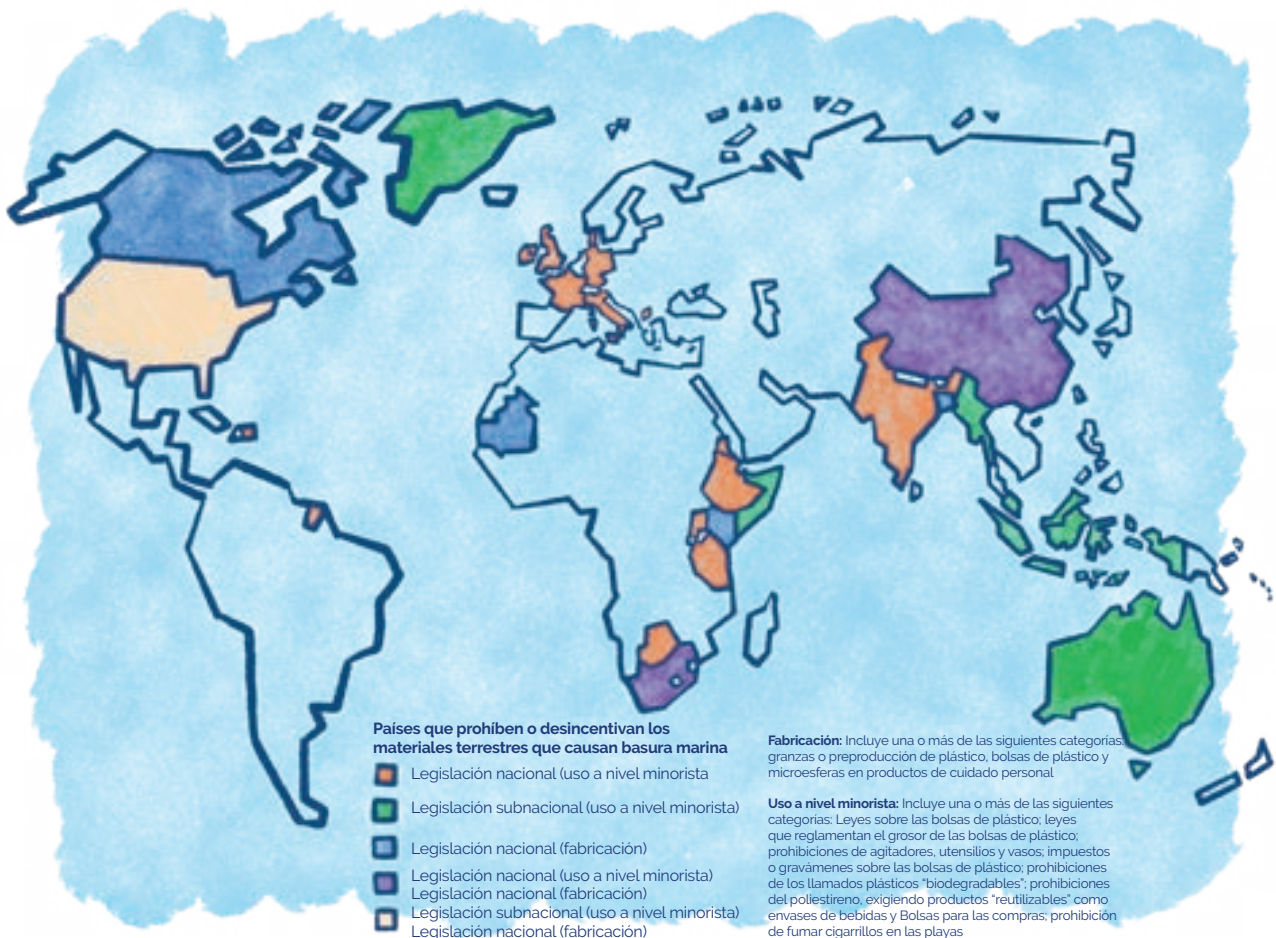 Países que prohíben o desincentivan los
materiales terrestres que causan basura marina
Legislación nacional (uso a nivel minorista
Legislación subnacional (uso a nivel minorista)
Legislación nacional (fabricación)
Legislación nacional (uso a nivel minorista)
Legislación nacional (fabricación)
Legislación subnacional (uso a nivel minorista)
Legislación nacional (fabricación)
Fabricación: Incluye una o más de las siguientes categorías:
granzas o preproducción de plástico, bolsas de plástico y
microesferas en productos de cuidado personal
Uso a nivel minorista: Incluye una o más de las siguientes
categorías: Leyes sobre las bolsas de plástico; leyes
que reglamentan el grosor de las bolsas de plástico;
prohibiciones de agitadores, utensilios y vasos; impuestos
o gravámenes sobre las bolsas de plástico; prohibiciones
de los llamados plásticos "biodegradables"; prohibiciones
del poliestireno, exigiendo productos "reutilizables" como
envases de bebidas y Bolsas para las compras; prohibición
de fumar cigarrillos en las playas